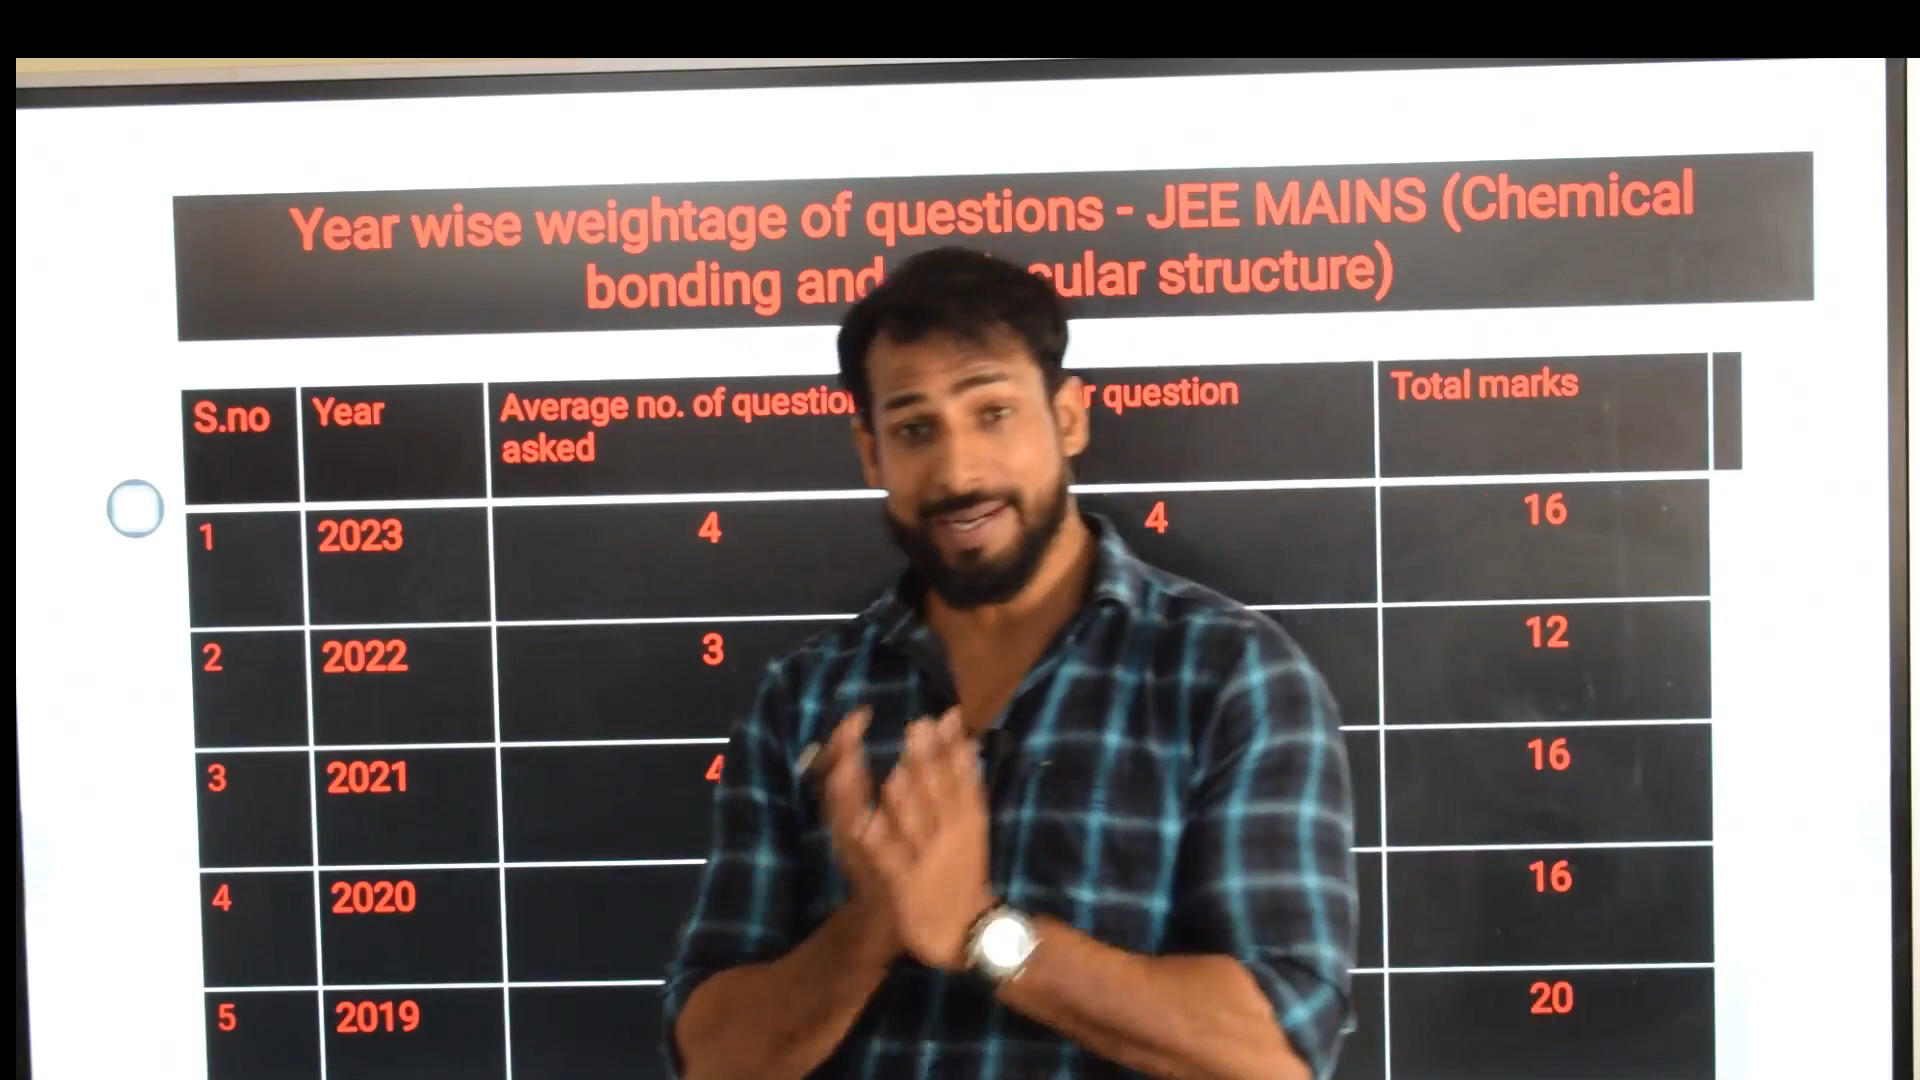 Year wise weightage of questions - JEE MAINS (Chemical
bonding and structure)
S.no Year Average no. of question Total marks
asked
1 2023 4 4 16
2 2022 3 12
3 2021 4 16
4 2020 16
5 2019 20